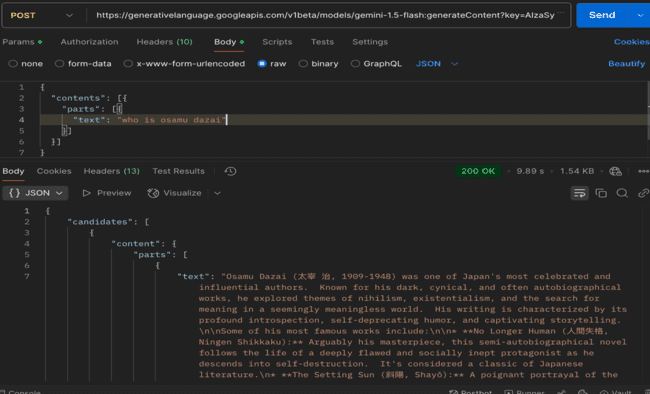 POST https://generativelanguage.googleapis.com/v1beta/models/gemini-1.5-flash:generateContent?key=AIzaSy Send
Params Authorization Headers (10) Body Scripts Tests Settings Cookies
none form-data x-www-form-urlencoded raw binary GraphQL JSON Beautify
1 {
2 "contents": [{
3 "parts": [{
4 "text": "who is osamu dazai"
5 }]
6 }]
7 }
Body Cookies Headers (13) Test Results 200 OK 9.89 s 1.54 KB
{} JSON Preview Visualize
1 {
2 "candidates": [
3 {
4 "content": {
5 "parts": [
6 {
7 "text": "Osamu Dazai (太宰 治, 1909-1948) was one of Japan's most celebrated and
influential authors. Known for his dark, cynical, and often autobiographical
works, he explored themes of nihilism, existentialism, and the search for
meaning in a seemingly meaningless world. His writing is characterized by its
profound introspection, self-deprecating humor, and captivating storytelling.
\n\nSome of his most famous works include:\n\n* **No Longer Human (人間失格,
Ningen Shikkaku):** Arguably his masterpiece, this semi-autobiographical novel
follows the life of a deeply flawed and socially inept protagonist as he
descends into self-destruction. It's considered a classic of Japanese
literature.\n* **The Setting Sun (斜陽, Shayō):** A poignant portrayal of the
Console Postbot Runner Vault